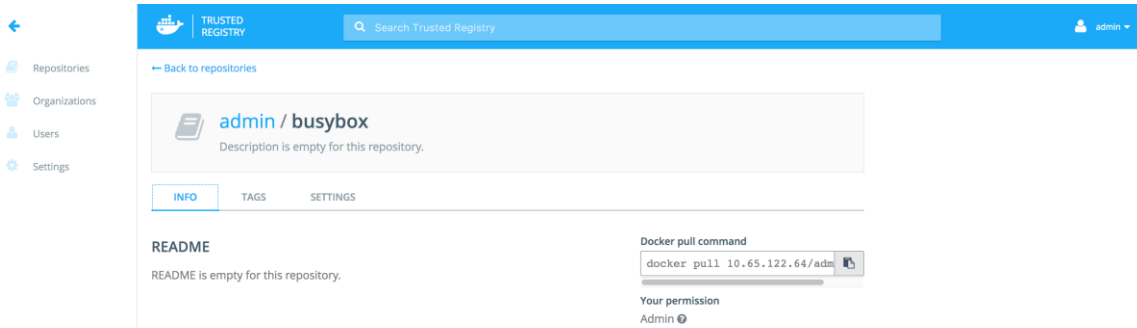 TRUSTED
REGISTRY
Search Trusted Registry
admin
Repositories
Organizations
Users
Settings
← Back to repositories
admin / busybox
Description is empty for this repository.
INFO TAGS SETTINGS
README
README is empty for this repository.
Docker pull command
docker pull 10.65.122.64/adm
Your permission
Admin